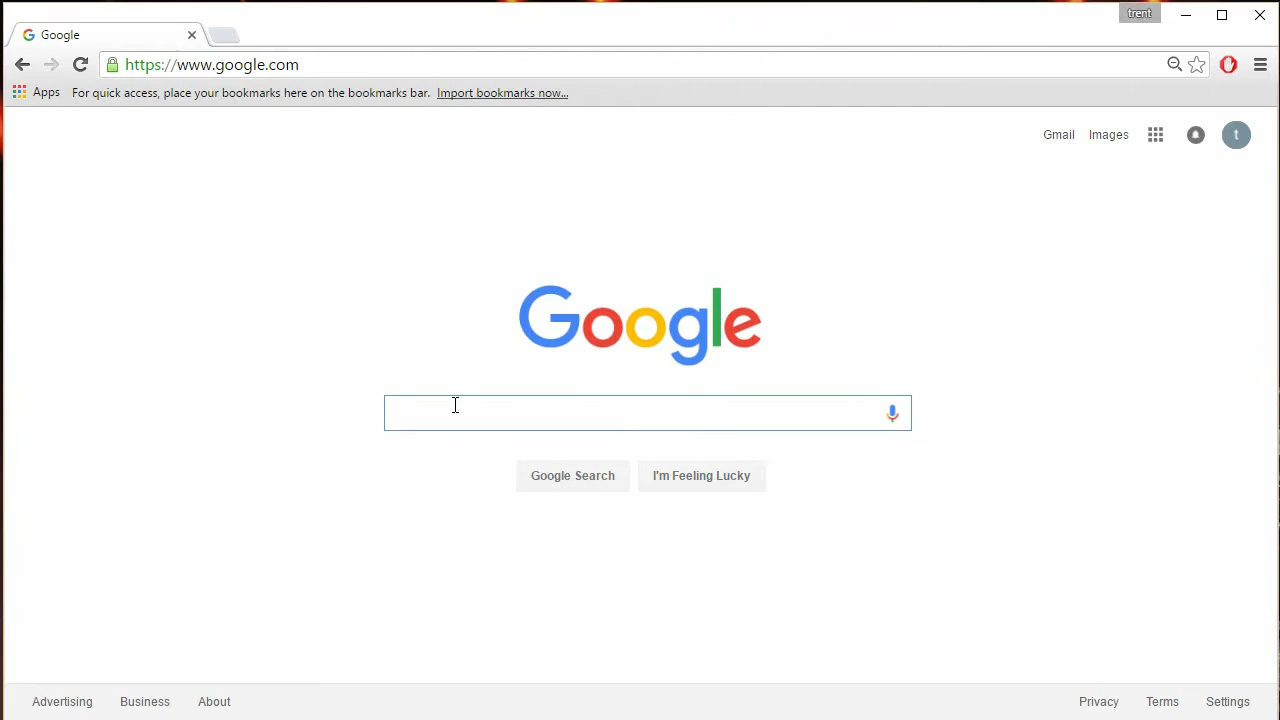 trent
Google
https://www.google.com
Apps For quick access, place your bookmarks here on the bookmarks bar. Import bookmarks now...
Gmail Images t
Google
Google Search I'm Feeling Lucky
Advertising Business About Privacy Terms Settings